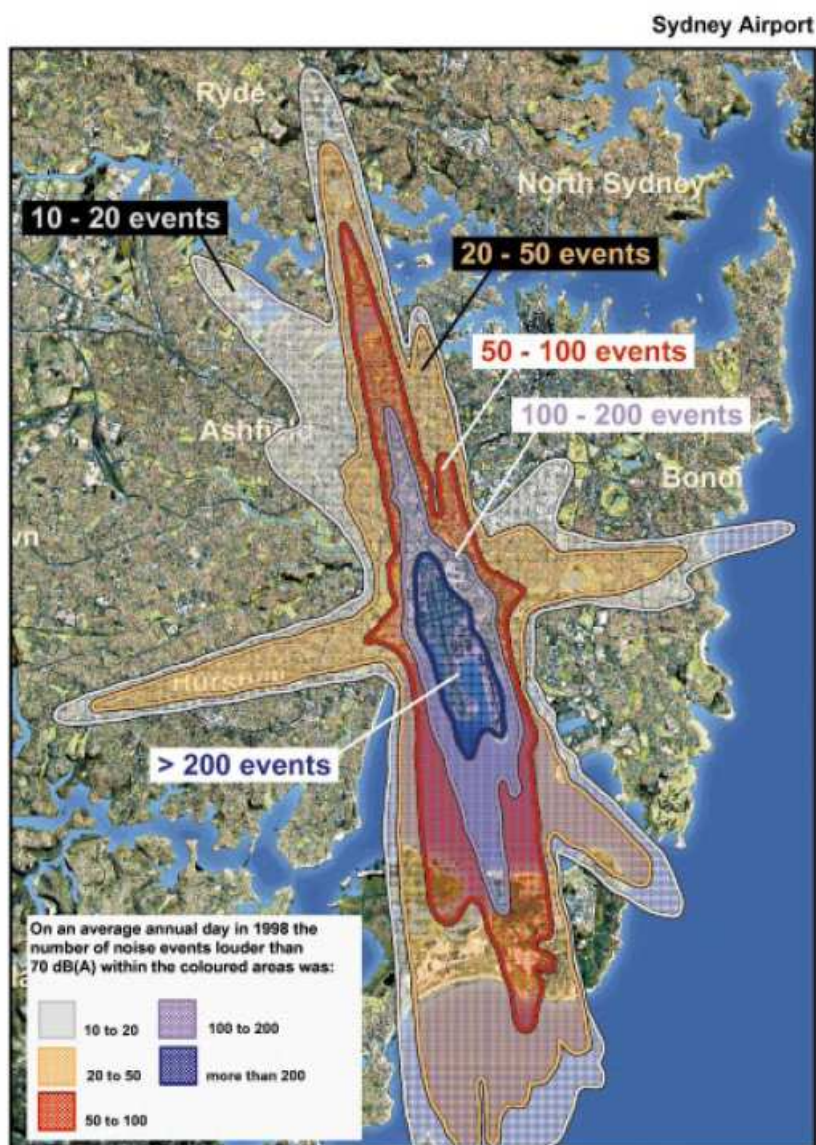 Sydney Airport
Ryde
North Sydney
10 - 20 events
20 - 50 events
50 - 100 events
100 - 200 events
Ashfield
Bondi
wn
> 200 events
On an average annual day in 1998 the
number of noise events louder than
70 dB(A) within the coloured areas was:
10 to 20
100 to 200
20 to 50
more than 200
50 to 100